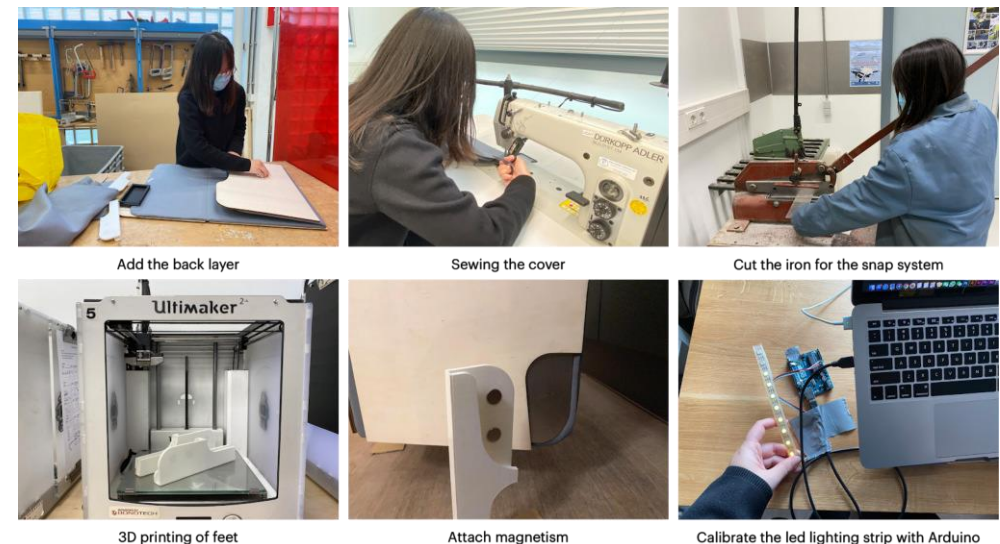 DÜRKOPP ADLER
Add the back layer
Sewing the cover
Cut the iron for the snap system
5
Ultimaker 2+
3D printing of feet
Attach magnetism
Calibrate the led lighting strip with Arduino